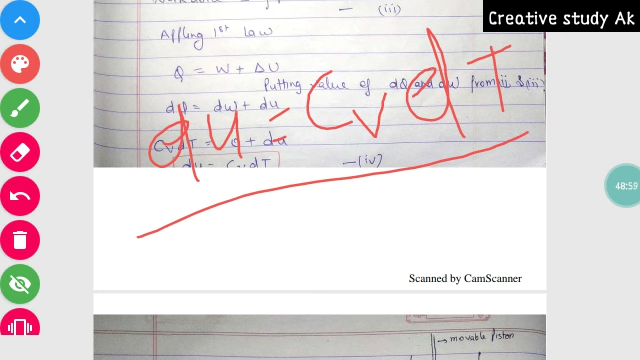 Creative study Ak
— (iii)
Appling 1st law
Q = W + ΔU
Putting value of dQ and dW from ii & (iii)
dQ = dw + du
du = CvdT
CvdT = 0 + du
du = CvdT —(iv)
48:59
Scanned by CamScanner
→ movable piston